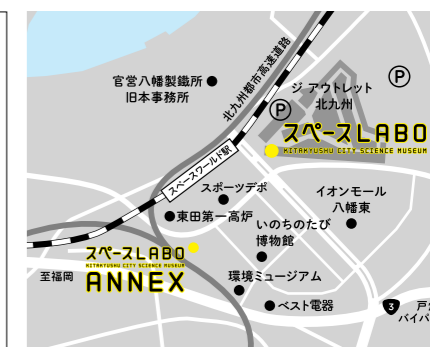 官営八幡製鐵所
旧本事務所
北九州都市高速道路
ジ アウトレット
北九州
P
P
スペースLABO
KITAKYUSHU CITY SCIENCE MUSEUM
スペースワールド駅
スポーツデポ
イオンモール
八幡東
東田第一高炉
いのちのたび
博物館
スペースLABO
KITAKYUSHU CITY SCIENCE MUSEUM
ANNEX
至福岡
環境ミュージアム
ベスト電器
3
バイパ